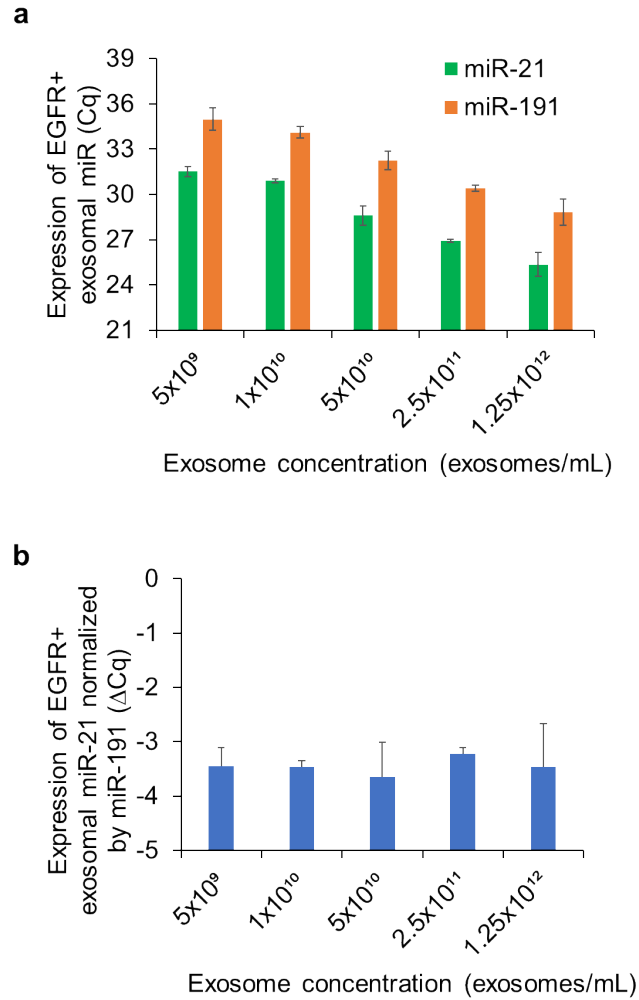 a
Expression of EGFR+
exosomal miR (Cq)
39
36
33
30
27
24
21
miR-21
miR-191
5x10⁹
1x10¹⁰
5x10¹⁰
2.5x10¹¹
1.25x10¹²
Exosome concentration (exosomes/mL)
b
Expression of EGFR+
exosomal miR-21 normalized
by miR-191 (ΔCq)
0
-1
-2
-3
-4
-5
5x10⁹
1x10¹⁰
5x10¹⁰
2.5x10¹¹
1.25x10¹²
Exosome concentration (exosomes/mL)